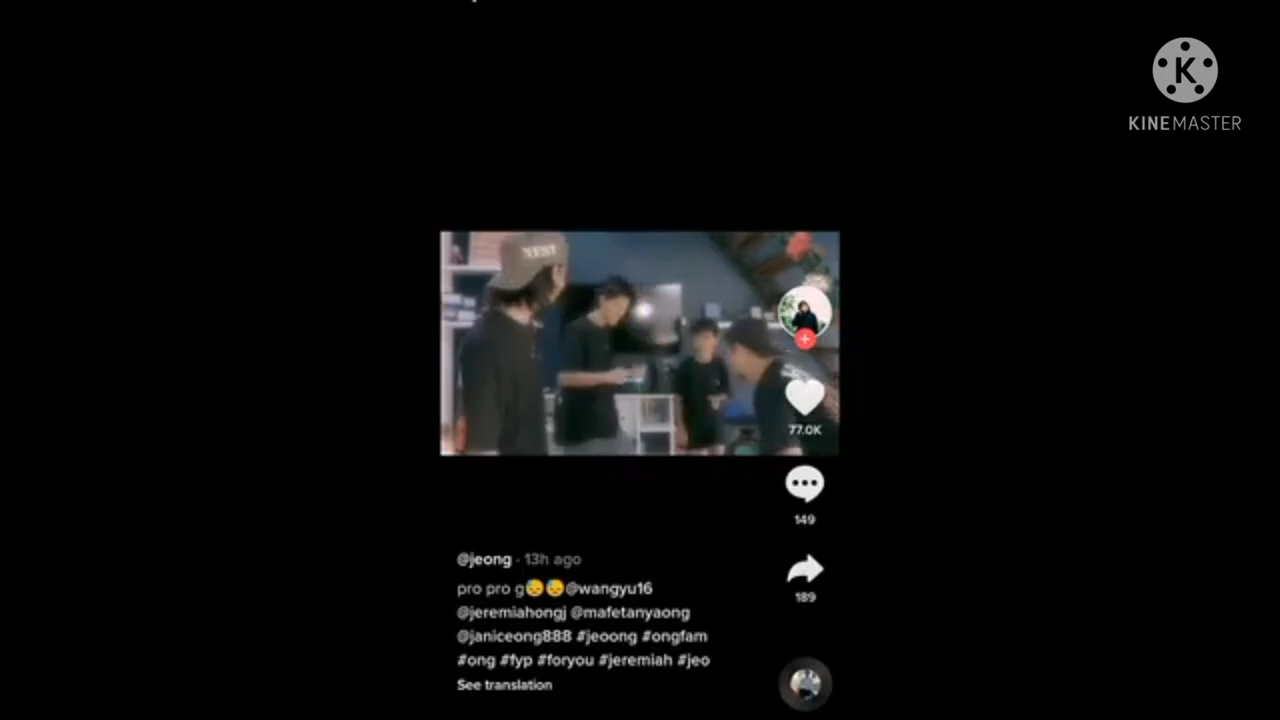 KINEMASTER
77.0K
149
189
@jeong · 13h ago
pro pro g😓😓@wangyu16
@jeremiahongj @mafetanyaong
@janiceong888 #jeoong #ongfam
#ong #fyp #foryou #jeremiah #jeo
See translation